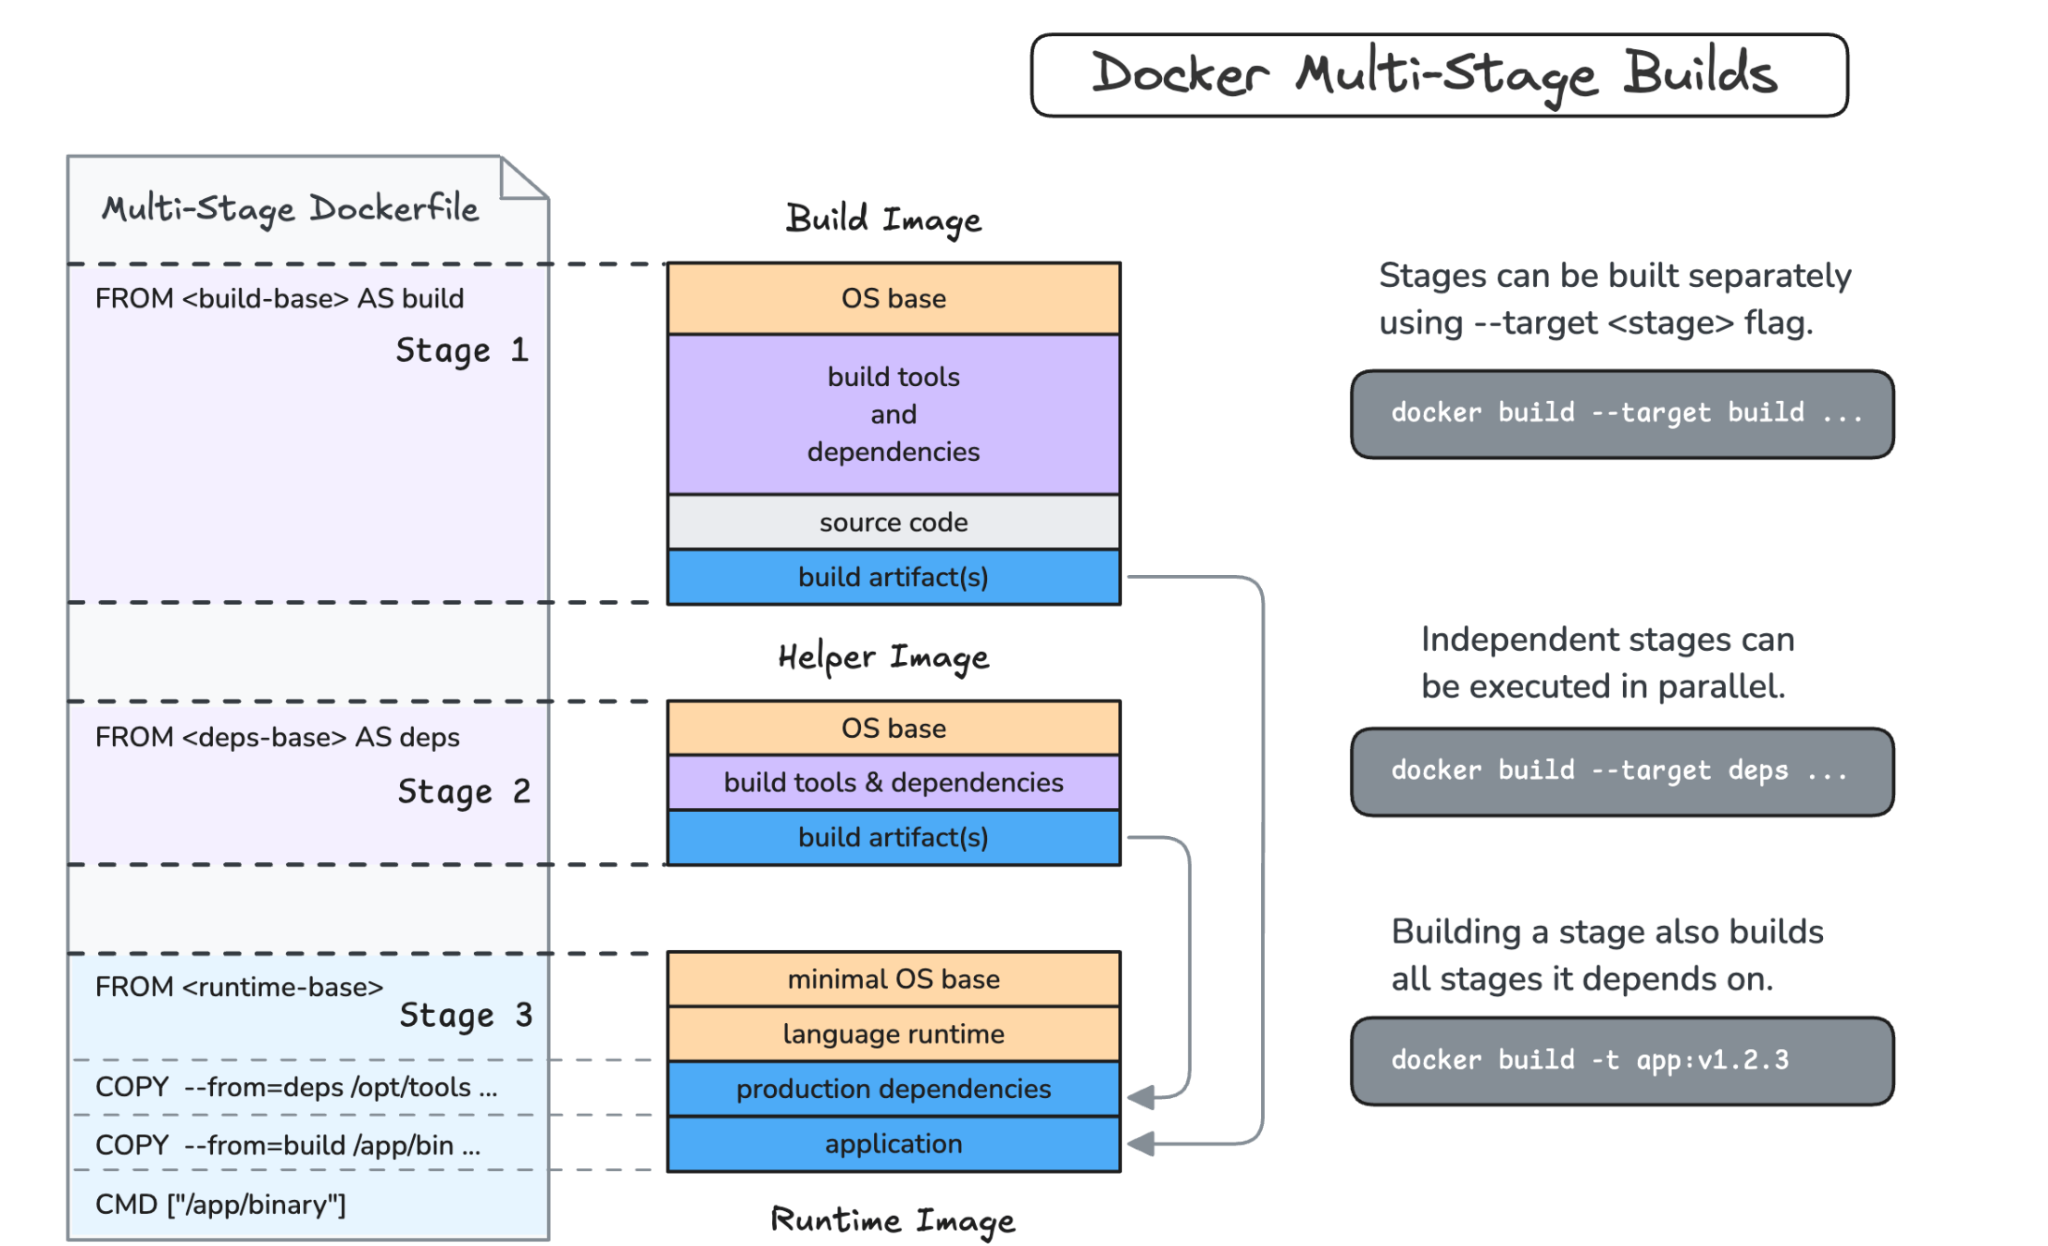 Docker Multi-Stage Builds
Multi-Stage Dockerfile
FROM <build-base> AS build
Stage 1
FROM <deps-base> AS deps
Stage 2
FROM <runtime-base>
Stage 3
COPY --from=deps /opt/tools ...
COPY --from=build /app/bin ...
CMD ["/app/binary"]
Build Image
OS base
build tools
and
dependencies
source code
build artifact(s)
Helper Image
OS base
build tools & dependencies
build artifact(s)
minimal OS base
language runtime
production dependencies
application
Runtime Image
Stages can be built separately
using --target <stage> flag.
docker build --target build ...
Independent stages can
be executed in parallel.
docker build --target deps ...
Building a stage also builds
all stages it depends on.
docker build -t app:v1.2.3